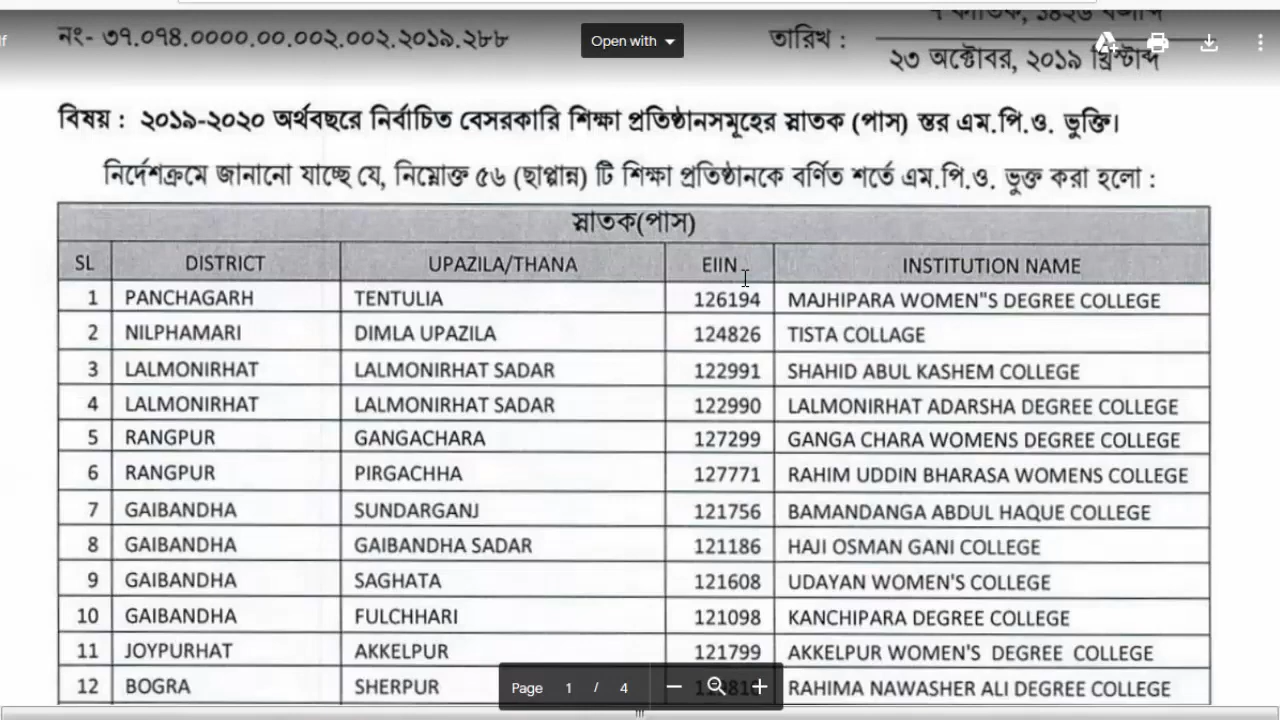 ৭ কার্তিক, ১৪২৬ বঙ্গাব্দ
নং- ৩৭.০৭৪.০০০০.০০.০০২.০০২.২০১৯.২৮৮ তারিখ :
২৩ অক্টোবর, ২০১৯ খ্রিস্টাব্দ
Open with
বিষয় : ২০১৯-২০২০ অর্থবছরে নির্বাচিত বেসরকারি শিক্ষা প্রতিষ্ঠানসমূহের স্নাতক (পাস) স্তর এম.পি.ও. ভুক্তি।
নির্দেশক্রমে জানানো যাচ্ছে যে, নিম্নোক্ত ৫৬ (ছাপ্পান্ন) টি শিক্ষা প্রতিষ্ঠানকে বর্ণিত শর্তে এম.পি.ও. ভুক্ত করা হলো :
স্নাতক(পাস)
SL DISTRICT UPAZILA/THANA EIIN INSTITUTION NAME
1 PANCHAGARH TENTULIA 126194 MAJHIPARA WOMEN"S DEGREE COLLEGE
2 NILPHAMARI DIMLA UPAZILA 124826 TISTA COLLAGE
3 LALMONIRHAT LALMONIRHAT SADAR 122991 SHAHID ABUL KASHEM COLLEGE
4 LALMONIRHAT LALMONIRHAT SADAR 122990 LALMONIRHAT ADARSHA DEGREE COLLEGE
5 RANGPUR GANGACHARA 127299 GANGA CHARA WOMENS DEGREE COLLEGE
6 RANGPUR PIRGACHHA 127771 RAHIM UDDIN BHARASA WOMENS COLLEGE
7 GAIBANDHA SUNDARGANJ 121756 BAMANDANGA ABDUL HAQUE COLLEGE
8 GAIBANDHA GAIBANDHA SADAR 121186 HAJI OSMAN GANI COLLEGE
9 GAIBANDHA SAGHATA 121608 UDAYAN WOMEN'S COLLEGE
10 GAIBANDHA FULCHHARI 121098 KANCHIPARA DEGREE COLLEGE
11 JOYPURHAT AKKELPUR 121799 AKKELPUR WOMEN'S DEGREE COLLEGE
12 BOGRA SHERPUR RAHIMA NAWASHER ALI DEGREE COLLEGE
Page 1 / 4